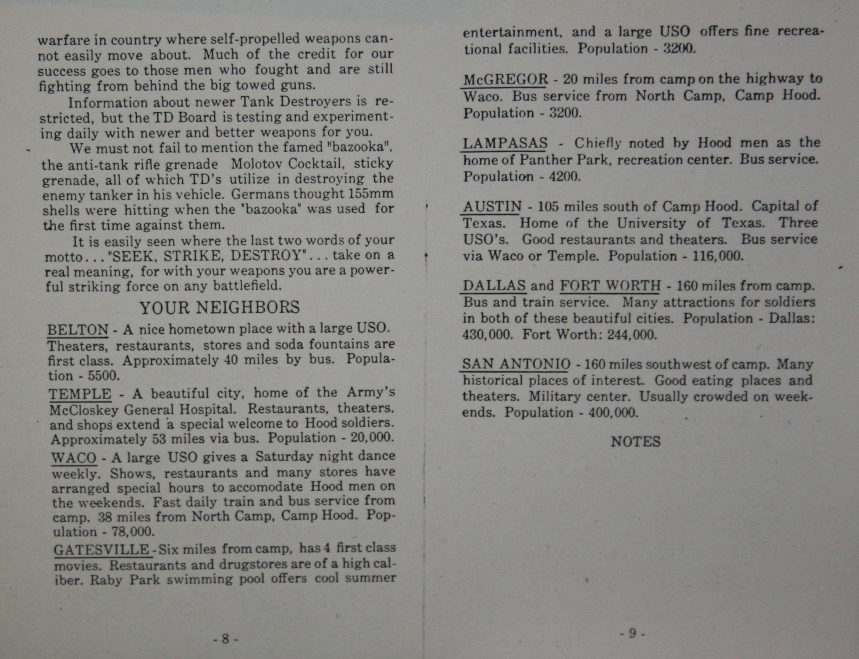 warfare in country where self-propelled weapons can-
not easily move about. Much of the credit for our
success goes to those men who fought and are still
fighting from behind the big towed guns.
Information about newer Tank Destroyers is re-
stricted, but the TD Board is testing and experiment-
ing daily with newer and better weapons for you.
We must not fail to mention the famed "bazooka",
the anti-tank rifle grenade Molotov Cocktail, sticky
grenade, all of which TD's utilize in destroying the
enemy tanker in his vehicle. Germans thought 155mm
shells were hitting when the "bazooka" was used for
the first time against them.
It is easily seen where the last two words of your
motto... "SEEK, STRIKE, DESTROY"... take on a
real meaning, for with your weapons you are a power-
ful striking force on any battlefield.
YOUR NEIGHBORS
BELTON - A nice hometown place with a large USO.
Theaters, restaurants, stores and soda fountains are
first class. Approximately 40 miles by bus. Popula-
tion - 5500.
TEMPLE - A beautiful city, home of the Army's
McCloskey General Hospital. Restaurants, theaters,
and shops extend a special welcome to Hood soldiers.
Approximately 53 miles via bus. Population - 20,000.
WACO - A large USO gives a Saturday night dance
weekly. Shows, restaurants and many stores have
arranged special hours to accomodate Hood men on
the weekends. Fast daily train and bus service from
camp. 38 miles from North Camp, Camp Hood. Pop-
ulation - 78,000.
GATESVILLE - Six miles from camp, has 4 first class
movies. Restaurants and drugstores are of a high cal-
iber. Raby Park swimming pool offers cool summer
- 8 -
entertainment, and a large USO offers fine recrea-
tional facilities. Population - 3200.
McGREGOR - 20 miles from camp on the highway to
Waco. Bus service from North Camp, Camp Hood.
Population - 3200.
LAMPASAS - Chiefly noted by Hood men as the
home of Panther Park, recreation center. Bus service.
Population - 4200.
AUSTIN - 105 miles south of Camp Hood. Capital of
Texas. Home of the University of Texas. Three
USO's. Good restaurants and theaters. Bus service
via Waco or Temple. Population - 116,000.
DALLAS and FORT WORTH - 160 miles from camp.
Bus and train service. Many attractions for soldiers
in both of these beautiful cities. Population - Dallas:
430,000. Fort Worth: 244,000.
SAN ANTONIO - 160 miles southwest of camp. Many
historical places of interest. Good eating places and
theaters. Military center. Usually crowded on week-
ends. Population - 400,000.
NOTES
- 9 -